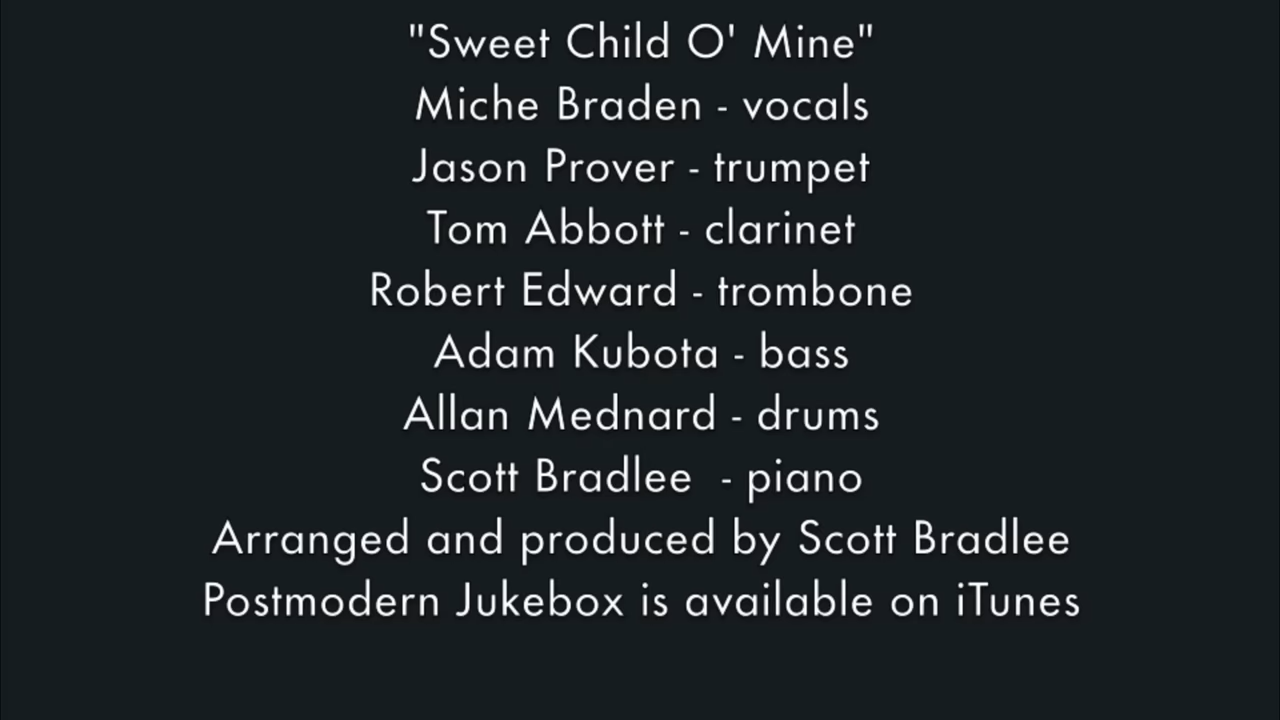 "Sweet Child O' Mine"
Miche Braden - vocals
Jason Prover - trumpet
Tom Abbott - clarinet
Robert Edward - trombone
Adam Kubota - bass
Allan Mednard - drums
Scott Bradlee  - piano
Arranged and produced by Scott Bradlee
Postmodern Jukebox is available on iTunes